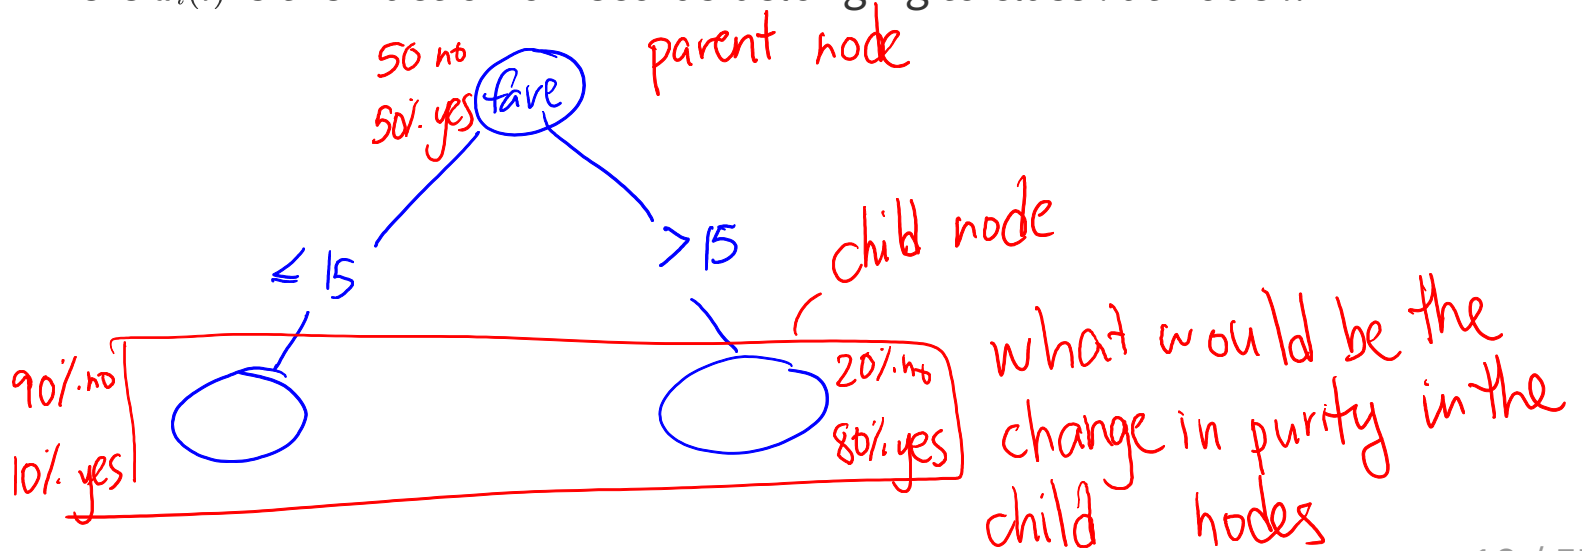 50 no
50% yes
fare
parent node
≤ 15
> 15
child node
90% no
10% yes
20% no
80% yes
what would be the
change in purity in the
child nodes